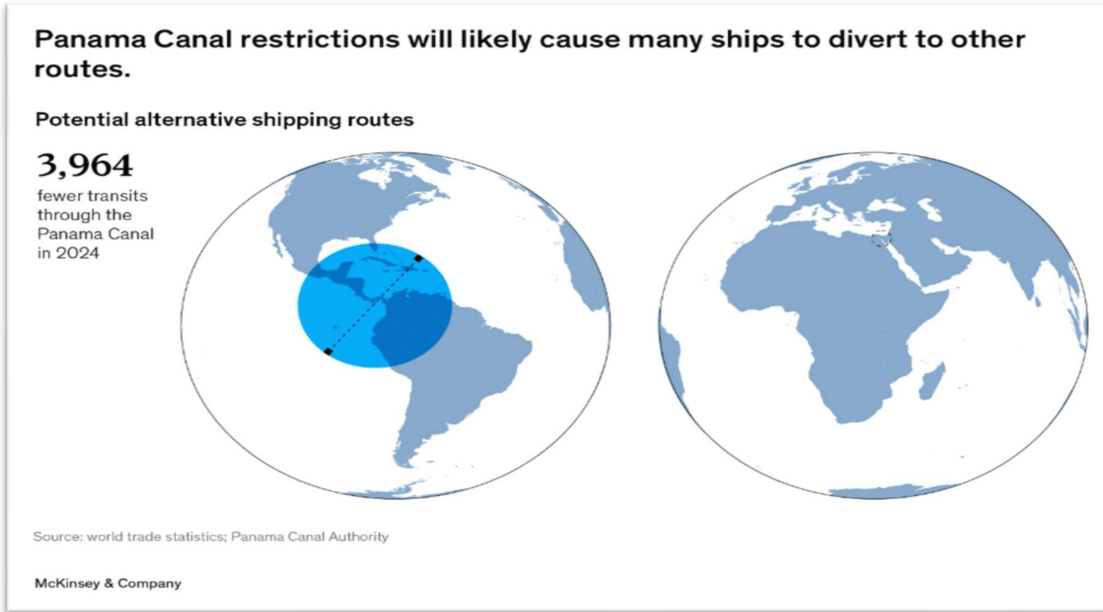 Panama Canal restrictions will likely cause many ships to divert to other
routes.
Potential alternative shipping routes
3,964
fewer transits
through the
Panama Canal
in 2024
Source: world trade statistics; Panama Canal Authority
McKinsey & Company